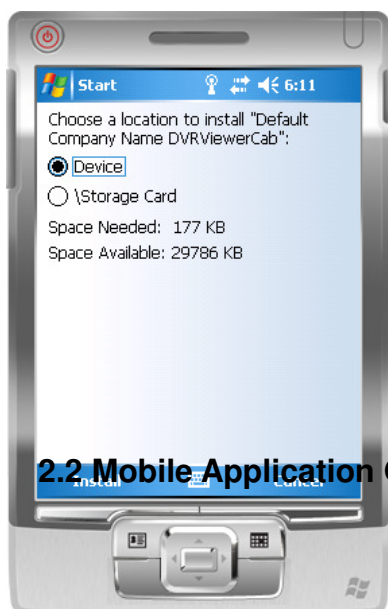 Start 6:11
Choose a location to install "Default
Company Name DVRViewerCab":
Device
\Storage Card
Space Needed: 177 KB
Space Available: 29786 KB
2.2 Mobile Application
Install Cancel